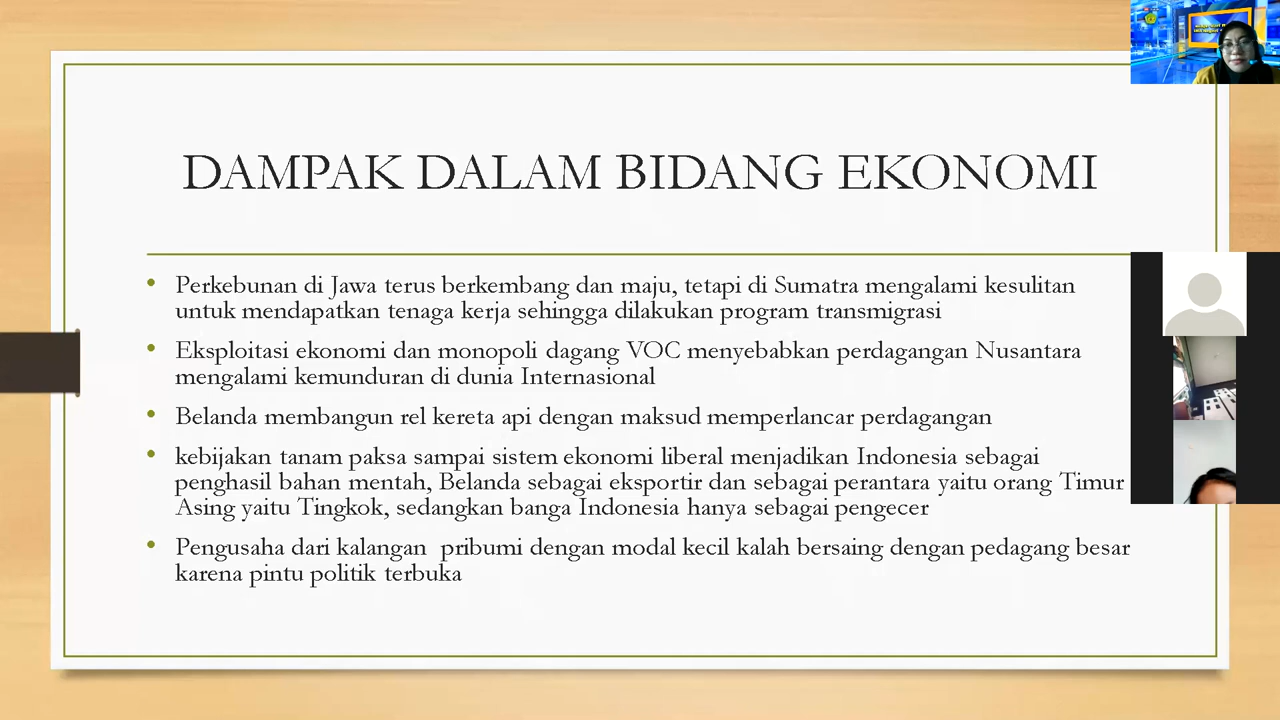 DAMPAK DALAM BIDANG EKONOMI
• Perkebunan di Jawa terus berkembang dan maju, tetapi di Sumatra mengalami kesulitan
untuk mendapatkan tenaga kerja sehingga dilakukan program transmigrasi
• Eksploitasi ekonomi dan monopoli dagang VOC menyebabkan perdagangan Nusantara
mengalami kemunduran di dunia Internasional
• Belanda membangun rel kereta api dengan maksud memperlancar perdagangan
• kebijakan tanam paksa sampai sistem ekonomi liberal menjadikan Indonesia sebagai
penghasil bahan mentah, Belanda sebagai eksportir dan sebagai perantara yaitu orang Timur
Asing yaitu Tingkok, sedangkan banga Indonesia hanya sebagai pengecer
• Pengusaha dari kalangan  pribumi dengan modal kecil kalah bersaing dengan pedagang besar
karena pintu politik terbuka